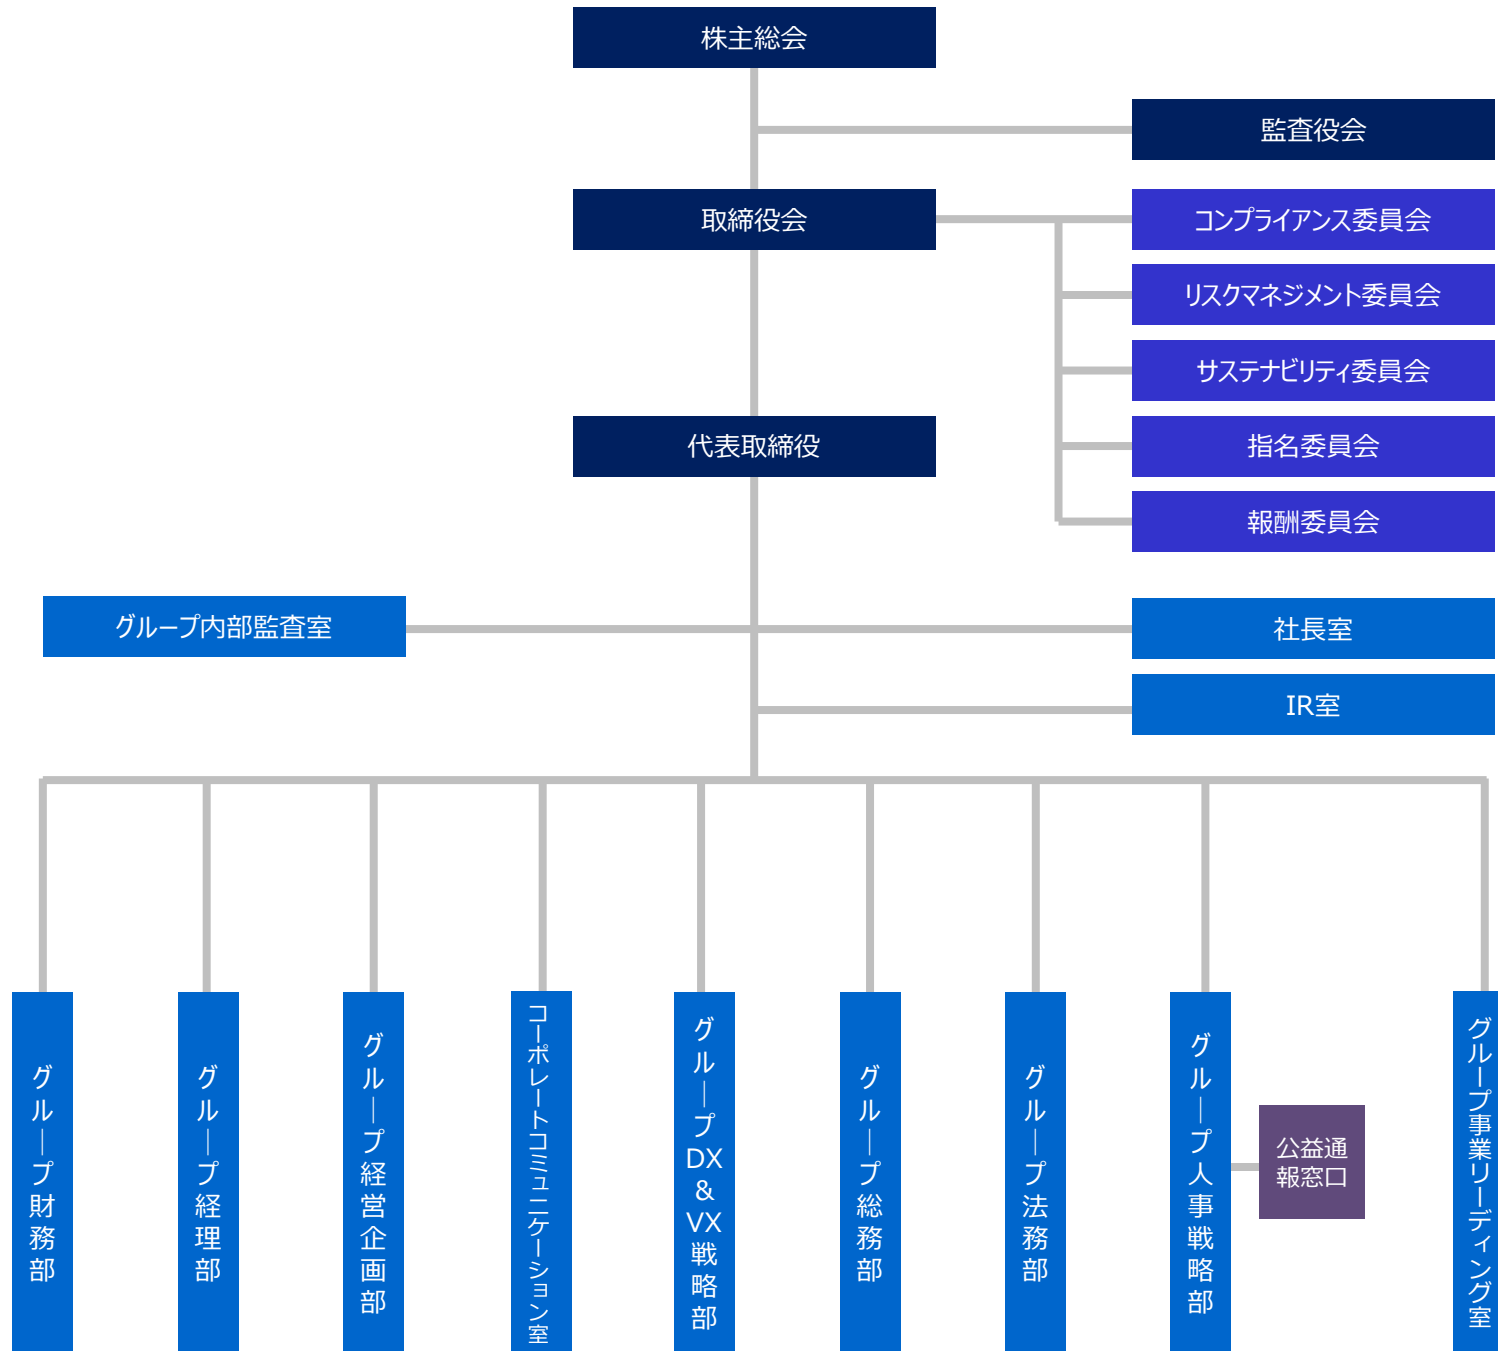 株主総会
監査役会
取締役会
コンプライアンス委員会
リスクマネジメント委員会
サステナビリティ委員会
代表取締役
指名委員会
報酬委員会
グループ内部監査室
社長室
IR室
グループ財務部
グループ経理部
グループ経営企画部
コーポレートコミュニケーション室
グループDX&VX戦略部
グループ総務部
グループ法務部
グループ人事戦略部
公益通
報窓口
グループ事業リーディング室